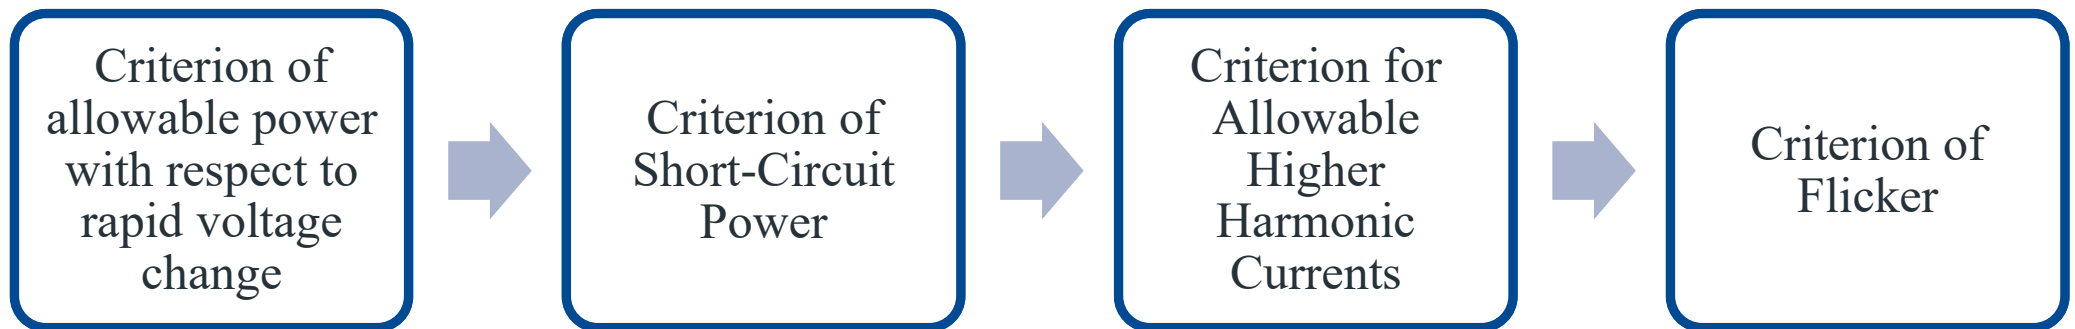 Criterion of
allowable power
with respect to
rapid voltage
change
Criterion of
Short-Circuit
Power
Criterion for
Allowable
Higher
Harmonic
Currents
Criterion of
Flicker